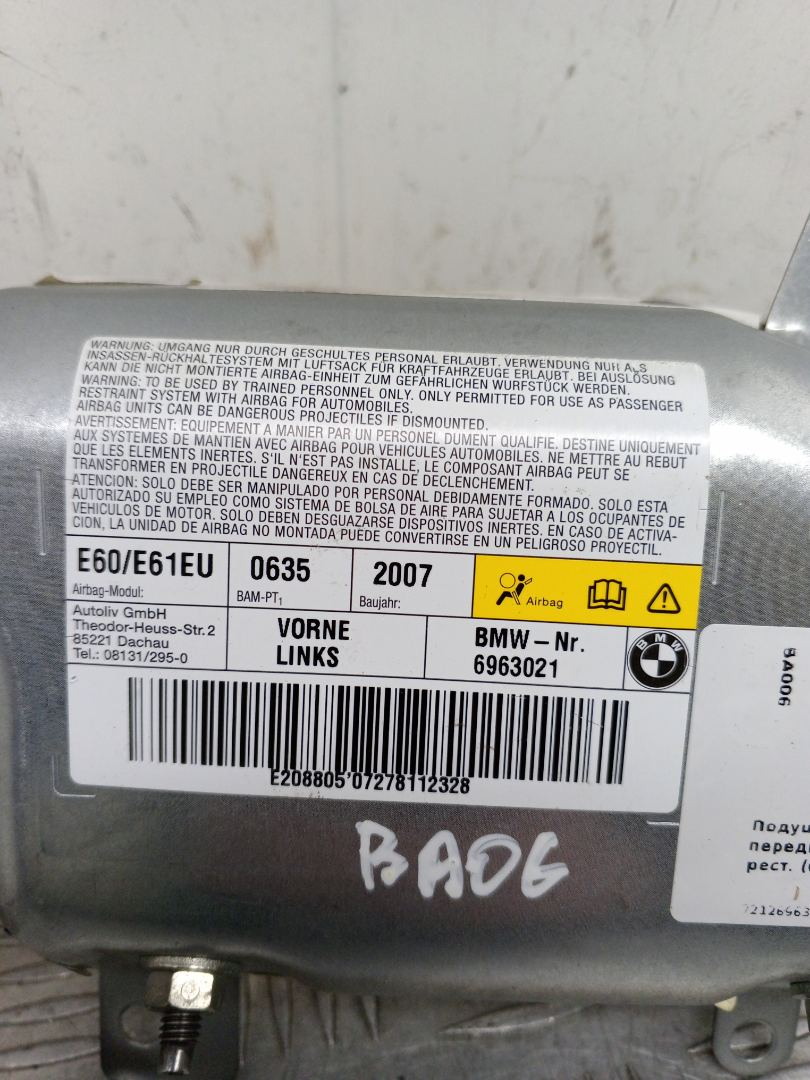 WARNUNG: UMGANG NUR DURCH GESCHULTES PERSONAL ERLAUBT. VERWENDUNG NUR ALS
INSASSEN-RÜCKHALTESYSTEM MIT LUFTSACK FÜR KRAFTFAHRZEUGE ERLAUBT. BEI AUSLÖSUNG
KANN DIE NICHT MONTIERTE AIRBAG-EINHEIT ZUM GEFÄHRLICHEN WURFSTÜCK WERDEN.
WARNING: TO BE USED BY TRAINED PERSONNEL ONLY. ONLY PERMITTED FOR USE AS PASSENGER
RESTRAINT SYSTEM WITH AIRBAG FOR AUTOMOBILES.
AIRBAG UNITS CAN BE DANGEROUS PROJECTILES IF DISMOUNTED.
AVERTISSEMENT: EQUIPEMENT A MANIER PAR UN PERSONEL DUMENT QUALIFIE. DESTINE UNIQUEMENT
AUX SYSTEMES DE MANTIEN AVEC AIRBAG POUR VEHICULES AUTOMOBILES. NE METTRE AU REBUT
QUE LES ELEMENTS INERTES. S'IL N'EST PAS INSTALLE, LE COMPOSANT AIRBAG PEUT SE
TRANSFORMER EN PROJECTILE DANGEREUX EN CAS DE DECLENCHEMENT.
ATENCION: SOLO DEBE SER MANIPULADO POR PERSONAL DEBIDAMENTE FORMADO. SOLO ESTA
AUTORIZADO SU EMPLEO COMO SISTEMA DE BOLSA DE AIRE PARA SUJETAR A LOS OCUPANTES DE
VEHICULOS DE MOTOR. SOLO DEBEN DESGUAZARSE DISPOSITIVOS INERTES. EN CASO DE ACTIVA-
CION, LA UNIDAD DE AIRBAG NO MONTADA PUEDE CONVERTIRSE EN UN PELIGROSO PROYECTIL.
E60/E61EU
Airbag-Modul:
0635
BAM-PT1
2007
Baujahr:
Airbag
Autoliv GmbH
Theodor-Heuss-Str.2
85221 Dachau
Tel.: 08131/295-0
VORNE
LINKS
BMW-Nr.
6963021
BMW
E208805'07278112328
BA06
BA006
Подуш
перед
рест. (